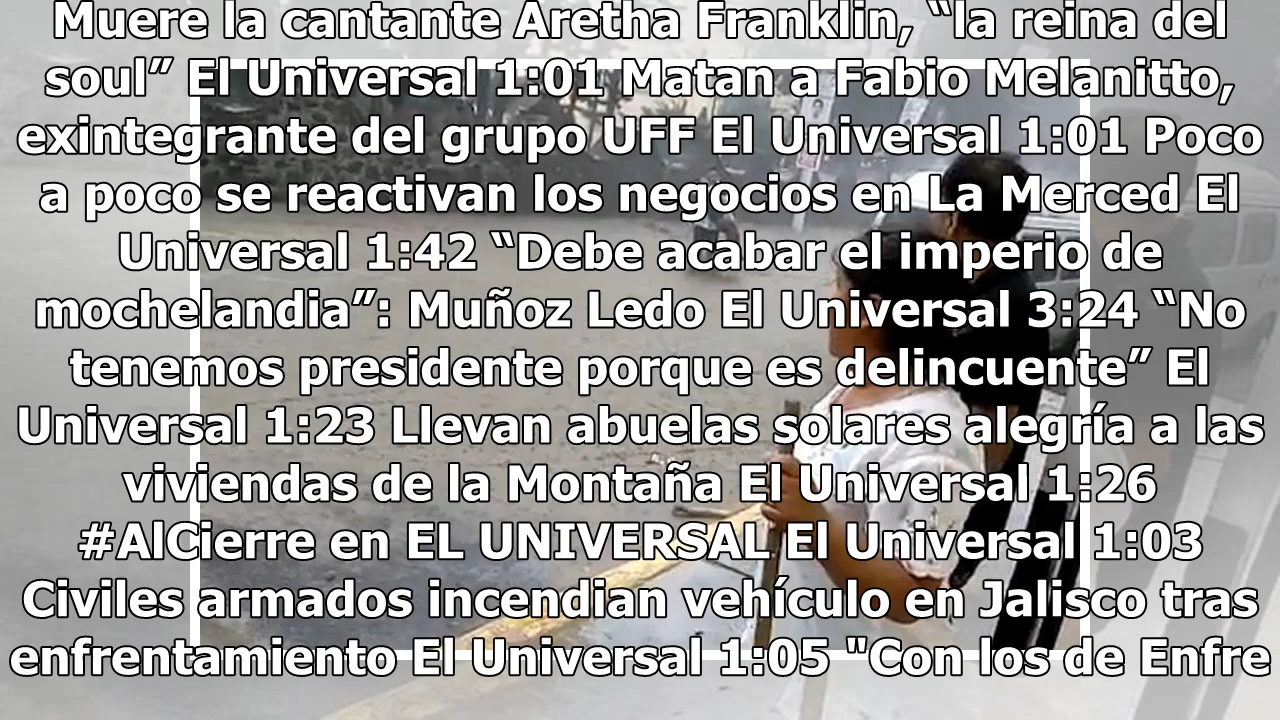 Muere la cantante Aretha Franklin, “la reina del
soul” El Universal 1:01 Matan a Fabio Melanitto,
exintegrante del grupo UFF El Universal 1:01 Poco
a poco se reactivan los negocios en La Merced El
Universal 1:42 “Debe acabar el imperio de
mochelandia”: Muñoz Ledo El Universal 3:24 “No
tenemos presidente porque es delincuente” El
Universal 1:23 Llevan abuelas solares alegría a las
viviendas de la Montaña El Universal 1:26
#AlCierre en EL UNIVERSAL El Universal 1:03
Civiles armados incendian vehículo en Jalisco tras
enfrentamiento El Universal 1:05 "Con los de Enfre